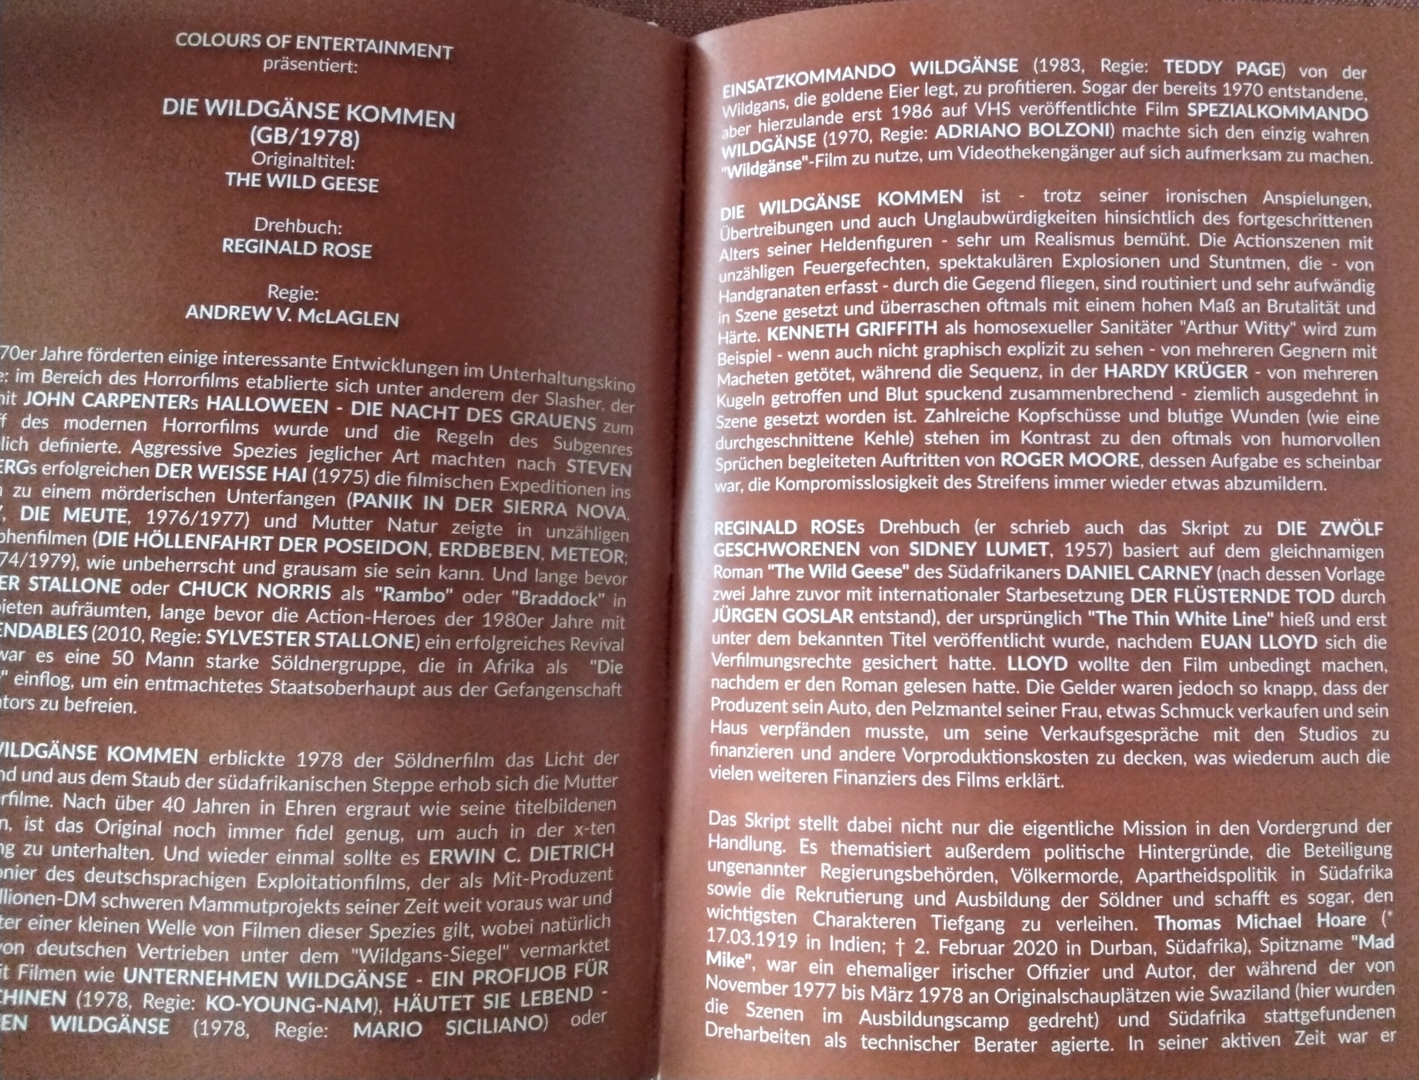 COLOURS OF ENTERTAINMENT
präsentiert:
DIE WILDGÄNSE KOMMEN
(GB/1978)
Originaltitel:
THE WILD GEESE
Drehbuch:
REGINALD ROSE
Regie:
ANDREW V. McLAGLEN
70er Jahre förderten einige interessante Entwicklungen im Unterhaltungskino
: im Bereich des Horrorfilms etablierte sich unter anderem der Slasher, der
JOHN CARPENTERs HALLOWEEN - DIE NACHT DES GRAUENS zum
des modernen Horrorfilms wurde und die Regeln des Subgenres
definierte. Aggressive Spezies jeglicher Art machten nach STEVEN
erfolgreichen DER WEISSE HAI (1975) die filmischen Expeditionen ins
zu einem mörderischen Unterfangen (PANIK IN DER SIERRA NOVA,
DIE MEUTE, 1976/1977) und Mutter Natur zeigte in unzähligen
phenfilmen (DIE HÖLLENFAHRT DER POSEIDON, ERDBEBEN, METEOR;
74/1979), wie unbeherrscht und grausam sie sein kann. Und lange bevor
ER STALLONE oder CHUCK NORRIS als "Rambo" oder "Braddock" in
ieten aufräumten, lange bevor die Action-Heroes der 1980er Jahre mit
ENDABLES (2010, Regie: SYLVESTER STALLONE) ein erfolgreiches Revival
war es eine 50 Mann starke Söldnergruppe, die in Afrika als "Die
" einflog, um ein entmachtetes Staatsoberhaupt aus der Gefangenschaft
ators zu befreien.
WILDGÄNSE KOMMEN erblickte 1978 der Söldnerfilm das Licht der
nd und aus dem Staub der südafrikanischen Steppe erhob sich die Mutter
rfilme. Nach über 40 Jahren in Ehren ergraut wie seine titelbildenen
n, ist das Original noch immer fidel genug, um auch in der x-ten
ng zu unterhalten. Und wieder einmal sollte es ERWIN C. DIETRICH
onier des deutschsprachigen Exploitationfilms, der als Mit-Produzent
llionen-DM schweren Mammutprojekts seiner Zeit weit voraus war und
ter einer kleinen Welle von Filmen dieser Spezies gilt, wobei natürlich
von deutschen Vertrieben unter dem "Wildgans-Siegel" vermarktet
it Filmen wie UNTERNEHMEN WILDGÄNSE - EIN PROFIJOB FÜR
CHINEN (1978, Regie: KO-YOUNG-NAM), HÄUTET SIE LEBEND -
EN WILDGÄNSE (1978, Regie: MARIO SICILIANO) oder
EINSATZKOMMANDO WILDGÄNSE (1983, Regie: TEDDY PAGE) von der
Wildgans, die goldene Eier legt, zu profitieren. Sogar der bereits 1970 entstandene,
aber hierzulande erst 1986 auf VHS veröffentlichte Film SPEZIALKOMMANDO
WILDGÄNSE (1970, Regie: ADRIANO BOLZONI) machte sich den einzig wahren
"Wildgänse"-Film zu nutze, um Videothekengänger auf sich aufmerksam zu machen.
DIE WILDGÄNSE KOMMEN ist - trotz seiner ironischen Anspielungen,
Übertreibungen und auch Unglaubwürdigkeiten hinsichtlich des fortgeschrittenen
Alters seiner Heldenfiguren - sehr um Realismus bemüht. Die Actionszenen mit
unzähligen Feuergefechten, spektakulären Explosionen und Stuntmen, die - von
Handgranaten erfasst - durch die Gegend fliegen, sind routiniert und sehr aufwändig
in Szene gesetzt und überraschen oftmals mit einem hohen Maß an Brutalität und
Härte. KENNETH GRIFFITH als homosexueller Sanitäter "Arthur Witty" wird zum
Beispiel - wenn auch nicht graphisch explizit zu sehen - von mehreren Gegnern mit
Macheten getötet, während die Sequenz, in der HARDY KRÜGER - von mehreren
Kugeln getroffen und Blut spuckend zusammenbrechend - ziemlich ausgedehnt in
Szene gesetzt worden ist. Zahlreiche Kopfschüsse und blutige Wunden (wie eine
durchgeschnittene Kehle) stehen im Kontrast zu den oftmals von humorvollen
Sprüchen begleiteten Auftritten von ROGER MOORE, dessen Aufgabe es scheinbar
war, die Kompromisslosigkeit des Streifens immer wieder etwas abzumildern.
REGINALD ROSEs Drehbuch (er schrieb auch das Skript zu DIE ZWÖLF
GESCHWORENEN von SIDNEY LUMET, 1957) basiert auf dem gleichnamigen
Roman "The Wild Geese" des Südafrikaners DANIEL CARNEY (nach dessen Vorlage
zwei Jahre zuvor mit internationaler Starbesetzung DER FLÜSTERNDE TOD durch
JÜRGEN GOSLAR entstand), der ursprünglich "The Thin White Line" hieß und erst
unter dem bekannten Titel veröffentlicht wurde, nachdem EUAN LLOYD sich die
Verfilmungsrechte gesichert hatte. LLOYD wollte den Film unbedingt machen,
nachdem er den Roman gelesen hatte. Die Gelder waren jedoch so knapp, dass der
Produzent sein Auto, den Pelzmantel seiner Frau, etwas Schmuck verkaufen und sein
Haus verpfänden musste, um seine Verkaufsgespräche mit den Studios zu
finanzieren und andere Vorproduktionskosten zu decken, was wiederum auch die
vielen weiteren Finanziers des Films erklärt.
Das Skript stellt dabei nicht nur die eigentliche Mission in den Vordergrund der
Handlung. Es thematisiert außerdem politische Hintergründe, die Beteiligung
ungenannter Regierungsbehörden, Völkermorde, Apartheidspolitik in Südafrika
sowie die Rekrutierung und Ausbildung der Söldner und schafft es sogar, den
wichtigsten Charakteren Tiefgang zu verleihen. Thomas Michael Hoare (*
17.03.1919 in Indien; † 2. Februar 2020 in Durban, Südafrika), Spitzname "Mad
Mike", war ein ehemaliger irischer Offizier und Autor, der während der von
November 1977 bis März 1978 an Originalschauplätzen wie Swaziland (hier wurden
die Szenen im Ausbildungscamp gedreht) und Südafrika stattgefundenen
Dreharbeiten als technischer Berater agierte. In seiner aktiven Zeit war er